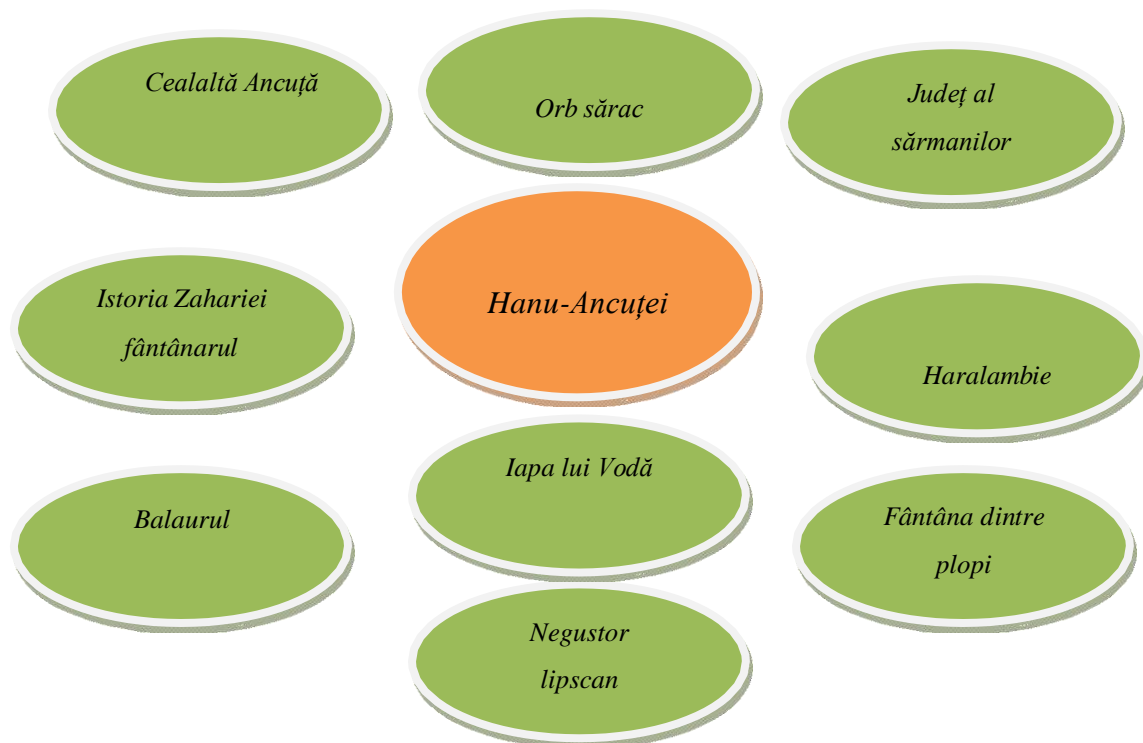 Cealaltă Ancuță
Orb sărac
Județ al
sărmanilor
Istoria Zahariei
fântânarul
Hanu-Ancuței
Haralambie
Balaurul
Iapa lui Vodă
Fântâna dintre
plopi
Negustor
lipscan